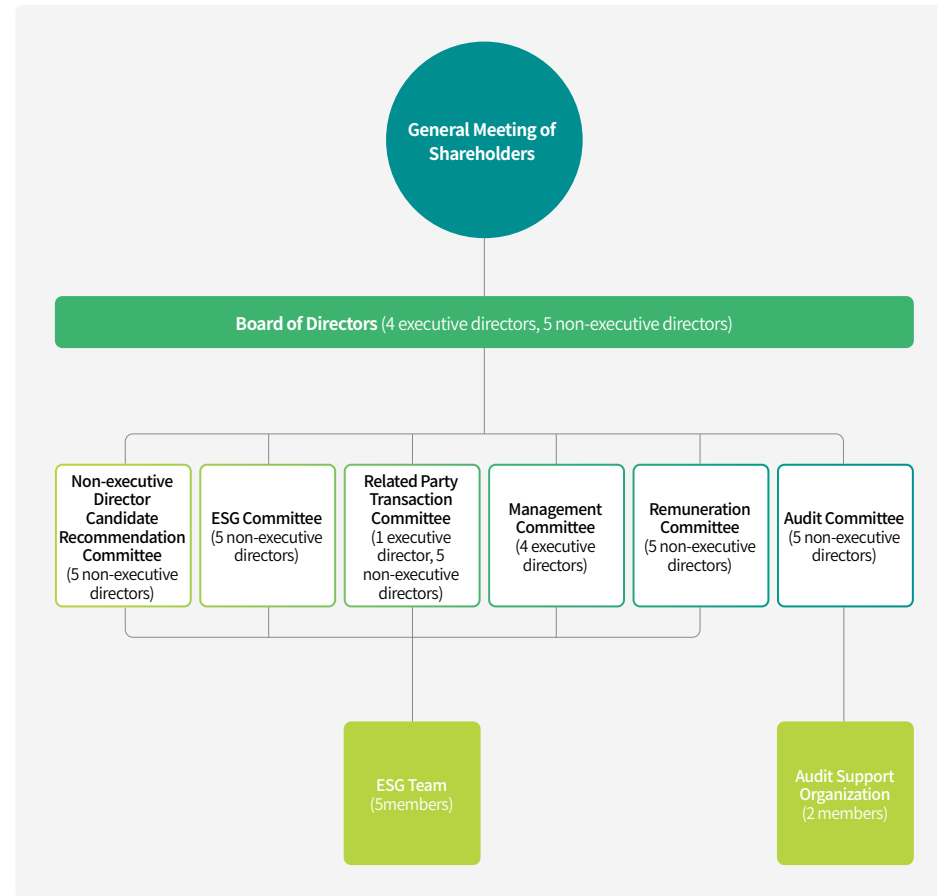 General Meeting of
Shareholders
Board of Directors (4 executive directors, 5 non-executive directors)
Non-executive
Director
Candidate
Recommendation
Committee
(5 non-executive
directors)
ESG Committee
(5 non-executive
directors)
Related Party
Transaction
Committee
(1 executive
director, 5
non-executive
directors)
Management
Committee
(4 executive
directors)
Remuneration
Committee
(5 non-executive
directors)
Audit Committee
(5 non-executive
directors)
ESG Team
(5members)
Audit Support
Organization
(2 members)